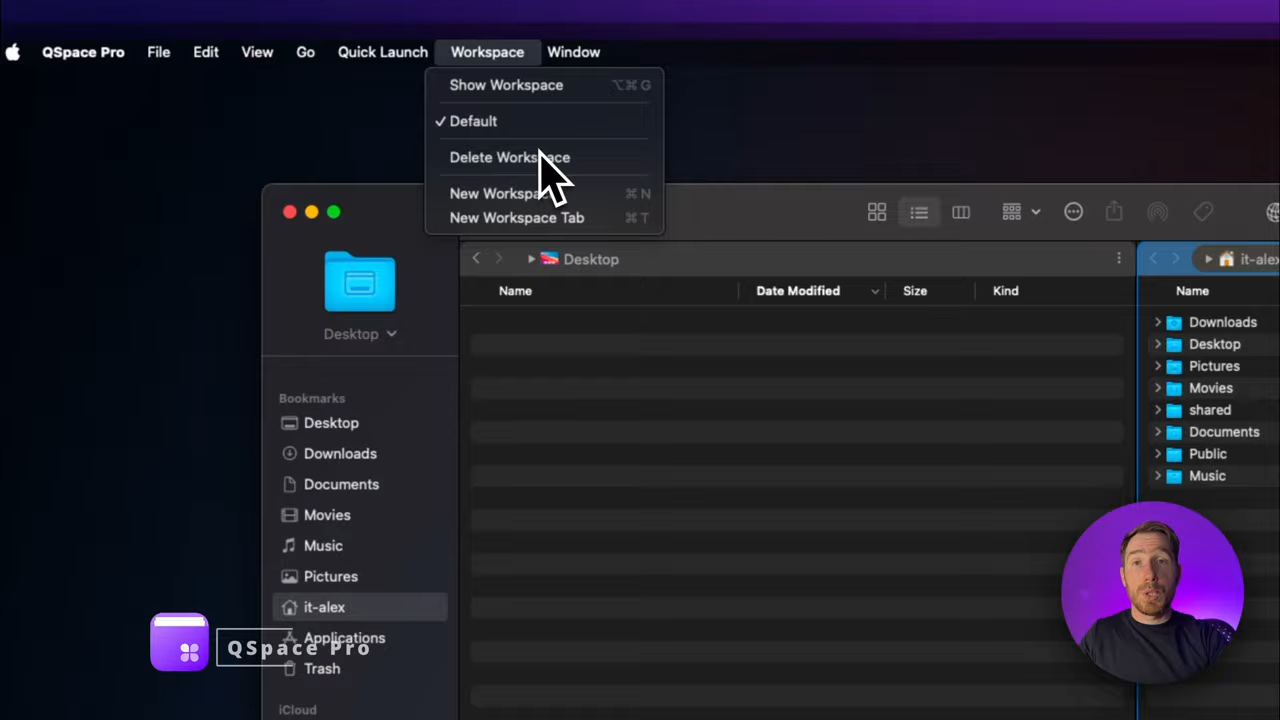 QSpace Pro File Edit View Go Quick Launch Workspace Window
Show Workspace ⌥⌘G
✓ Default
Delete Workspace
New Workspace ⌘N
New Workspace Tab ⌘T
Desktop
Bookmarks
Desktop
Downloads
Documents
Movies
Music
Pictures
it-alex
Applications
Trash
iCloud
Desktop
Name Date Modified Size Kind
it-alex
Name
Downloads
Desktop
Pictures
Movies
shared
Documents
Public
Music
QSpace Pro